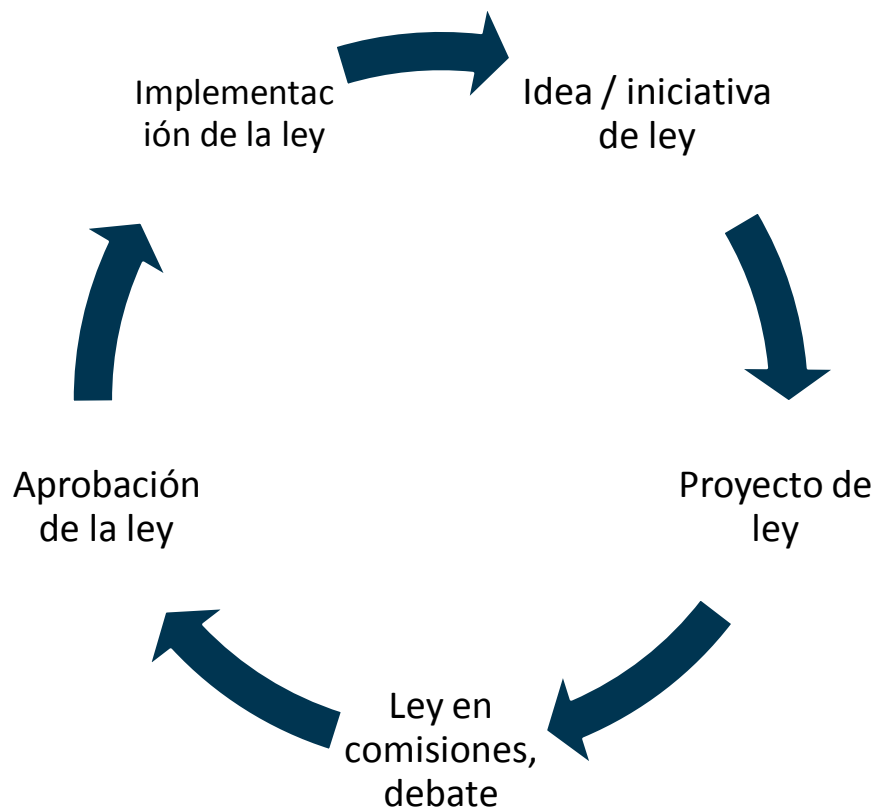 Implementac
ión de la ley
Idea / iniciativa
de ley
Proyecto de
ley
Ley en
comisiones,
debate
Aprobación
de la ley